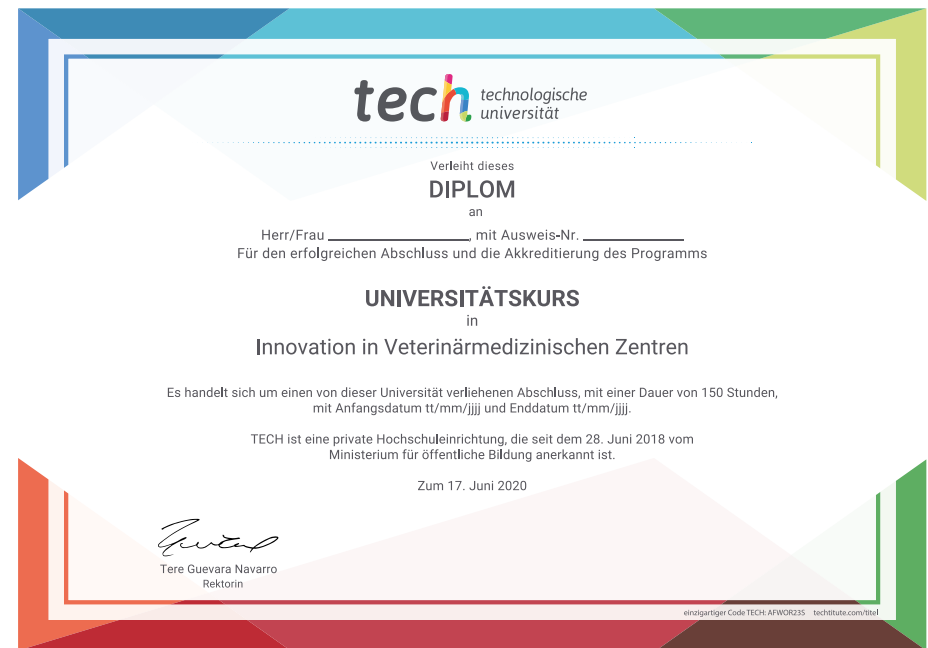 tech technologische
universität
Verleiht dieses
DIPLOM
an
Herr/Frau ____________, mit Ausweis-Nr. ____________
Für den erfolgreichen Abschluss und die Akkreditierung des Programms
UNIVERSITÄTSKURS
in
Innovation in Veterinärmedizinischen Zentren
Es handelt sich um einen von dieser Universität verliehenen Abschluss, mit einer Dauer von 150 Stunden,
mit Anfangsdatum tt/mm/jjjj und Enddatum tt/mm/jjjj.
TECH ist eine private Hochschuleinrichtung, die seit dem 28. Juni 2018 vom
Ministerium für öffentliche Bildung anerkannt ist.
Zum 17. Juni 2020
Tere Guevara Navarro
Rektorin
einzigartiger Code TECH: AFWOR23S techtitute.com/titel